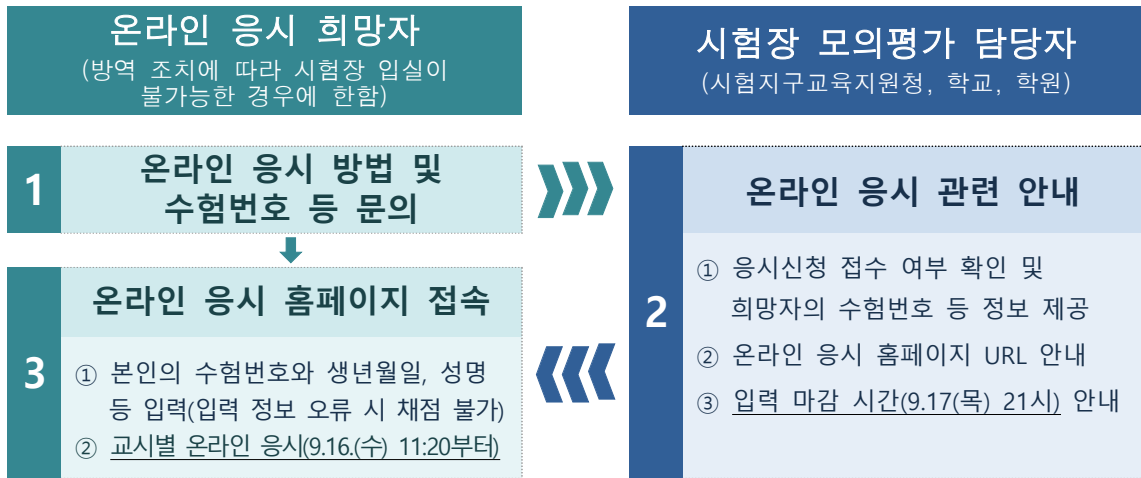 온라인 응시 희망자
(방역 조치에 따라 시험장 입실이
불가능한 경우에 한함)
시험장 모의평가 담당자
(시험지구교육지원청, 학교, 학원)
1
온라인 응시 방법 및
수험번호 등 문의
2
온라인 응시 관련 안내
① 응시신청 접수 여부 확인 및
희망자의 수험번호 등 정보 제공
② 온라인 응시 홈페이지 URL 안내
③ 입력 마감 시간(9.17(목) 21시) 안내
3
온라인 응시 홈페이지 접속
① 본인의 수험번호와 생년월일, 성명
등 입력(입력 정보 오류 시 채점 불가)
② 교시별 온라인 응시(9.16.(수) 11:20부터)